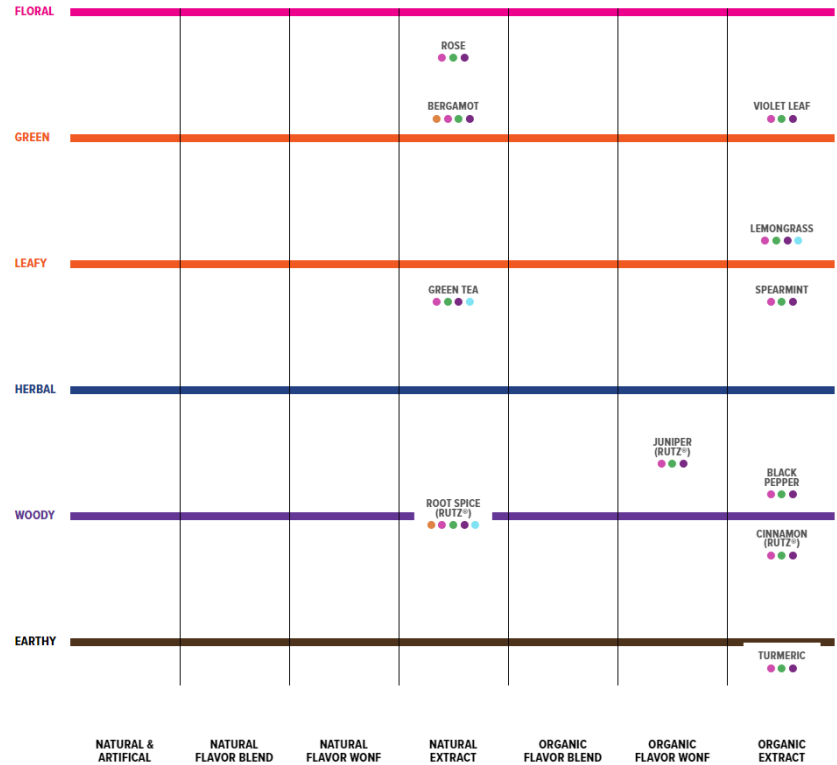 FLORAL
ROSE
BERGAMOT
VIOLET LEAF
GREEN
LEMONGRASS
LEAFY
GREEN TEA
SPEARMINT
HERBAL
JUNIPER
(RUTZ®)
BLACK
PEPPER
ROOT SPICE
(RUTZ®)
WOODY
CINNAMON
(RUTZ®)
EARTHY
TURMERIC
NATURAL &
ARTIFICAL
NATURAL
FLAVOR BLEND
NATURAL
FLAVOR WONF
NATURAL
EXTRACT
ORGANIC
FLAVOR BLEND
ORGANIC
FLAVOR WONF
ORGANIC
EXTRACT